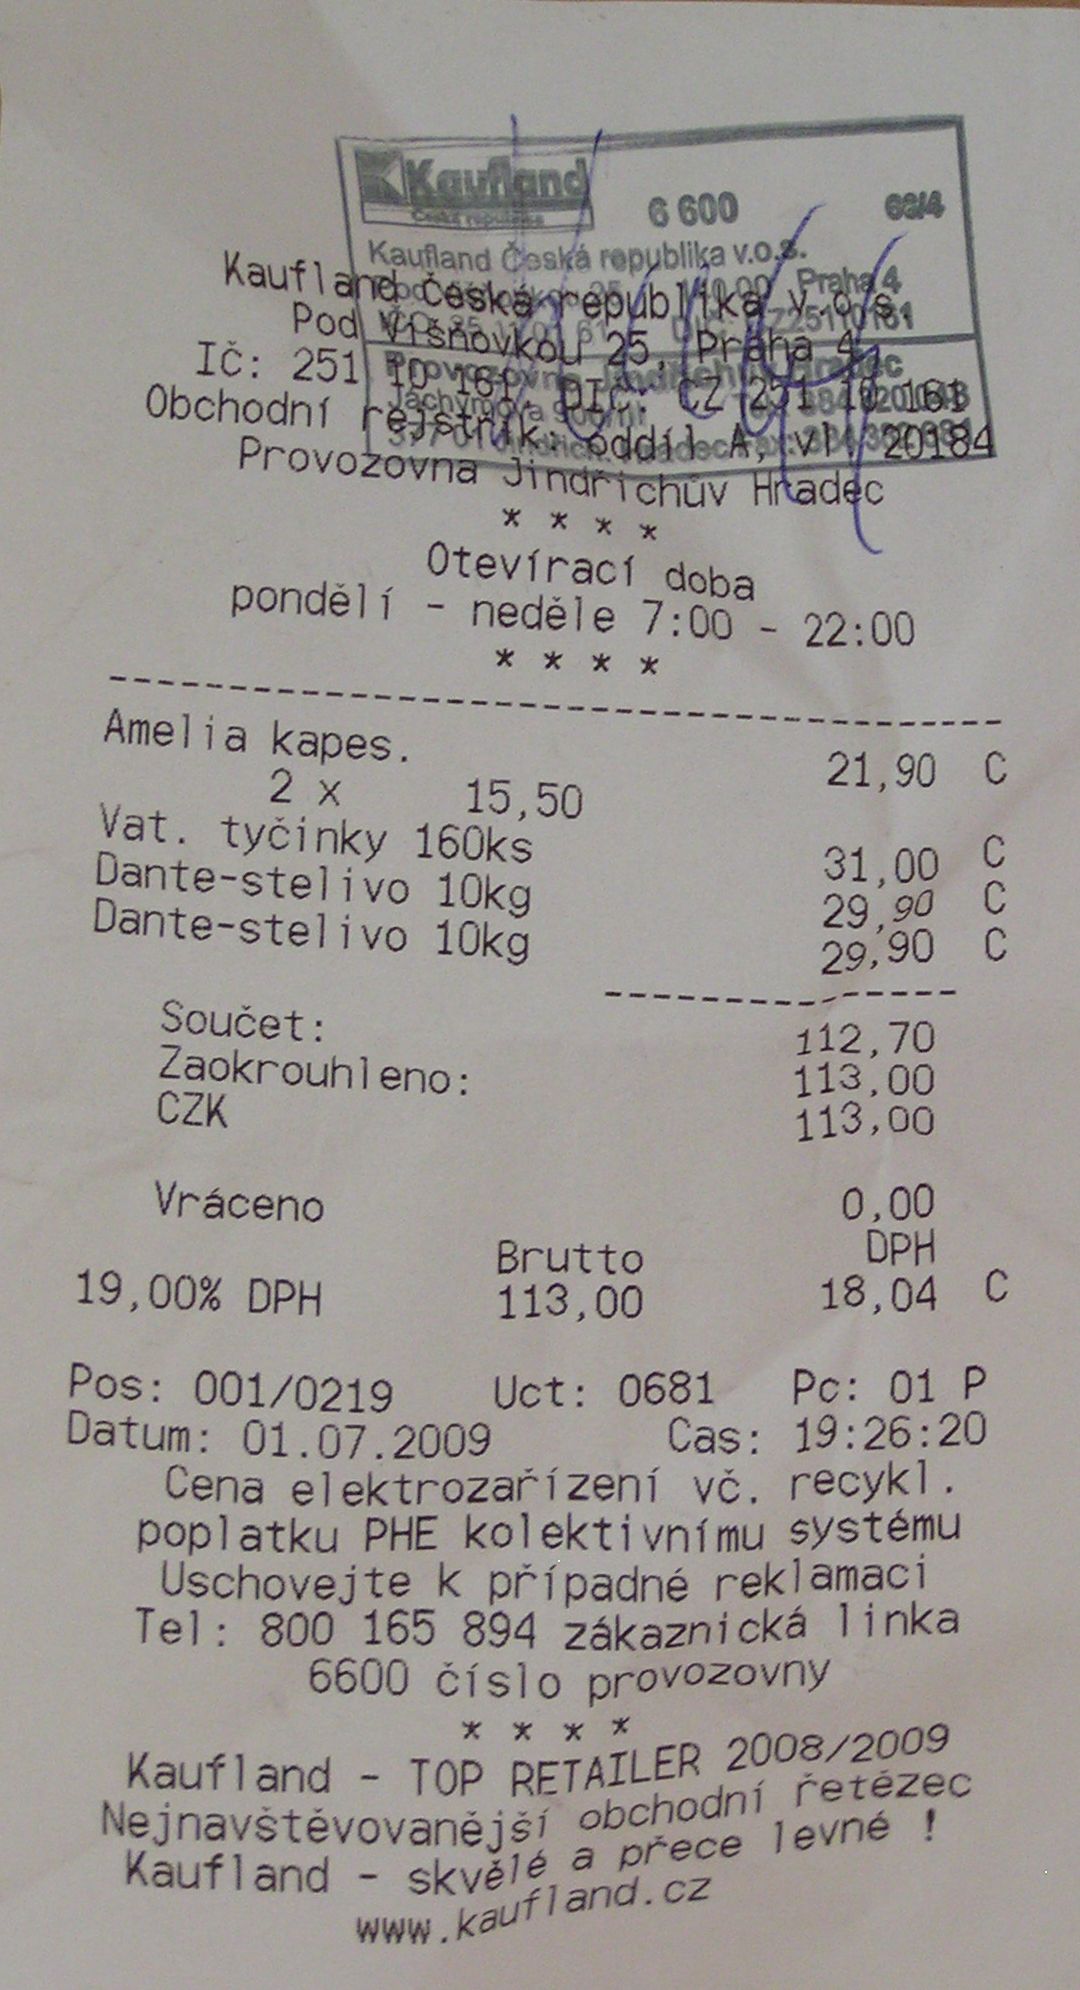 Kaufland
Česká republika
6 600 66/4
Kaufland Česká republika v.o.s.
Praha 4
Kaufland Česká republika v.o.s.
Pod Višňovkou 25, Praha 4
IČ: 251 10 161, DIČ: CZ 251 10 161
Provozovna Jindřichův Hradec
Obchodní rejstřík: oddíl A, vl. 20184
Provozovna Jindřichův Hradec
* * * *
Otevírací doba
pondělí - neděle 7:00 - 22:00
* * * *
Amelia kapes. 21,90 C
2 x 15,50
Vat. tyčinky 160ks 31,00 C
Dante-stelivo 10kg 29,90 C
Dante-stelivo 10kg 29,90 C
Součet: 112,70
Zaokrouhleno: 113,00
CZK 113,00
Vráceno 0,00
Brutto DPH
19,00% DPH 113,00 18,04 C
Pos: 001/0219 Uct: 0681 Pc: 01 P
Datum: 01.07.2009 Cas: 19:26:20
Cena elektrozařízení vč. recykl.
poplatku PHE kolektivnímu systému
Uschovejte k případné reklamaci
Tel: 800 165 894 zákaznická linka
6600 číslo provozovny
* * * *
Kaufland - TOP RETAILER 2008/2009
Nejnavštěvovanější obchodní řetězec
Kaufland - skvělé a přece levné !
www.kaufland.cz